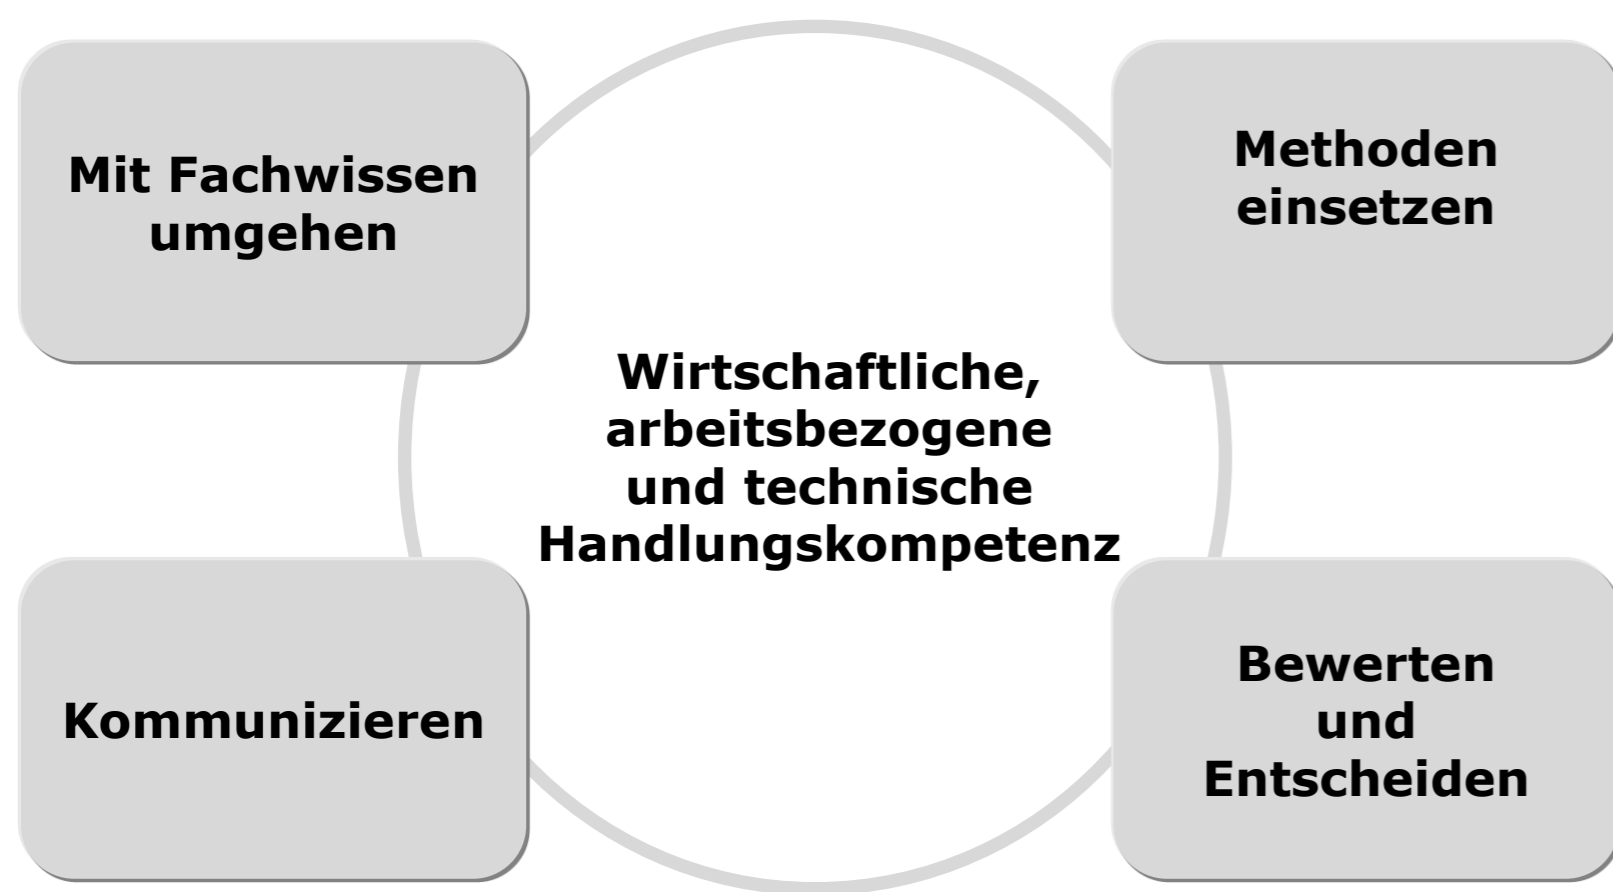 Mit Fachwissen
umgehen
Methoden
einsetzen
Wirtschaftliche,
arbeitsbezogene
und technische
Handlungskompetenz
Kommunizieren
Bewerten
und
Entscheiden